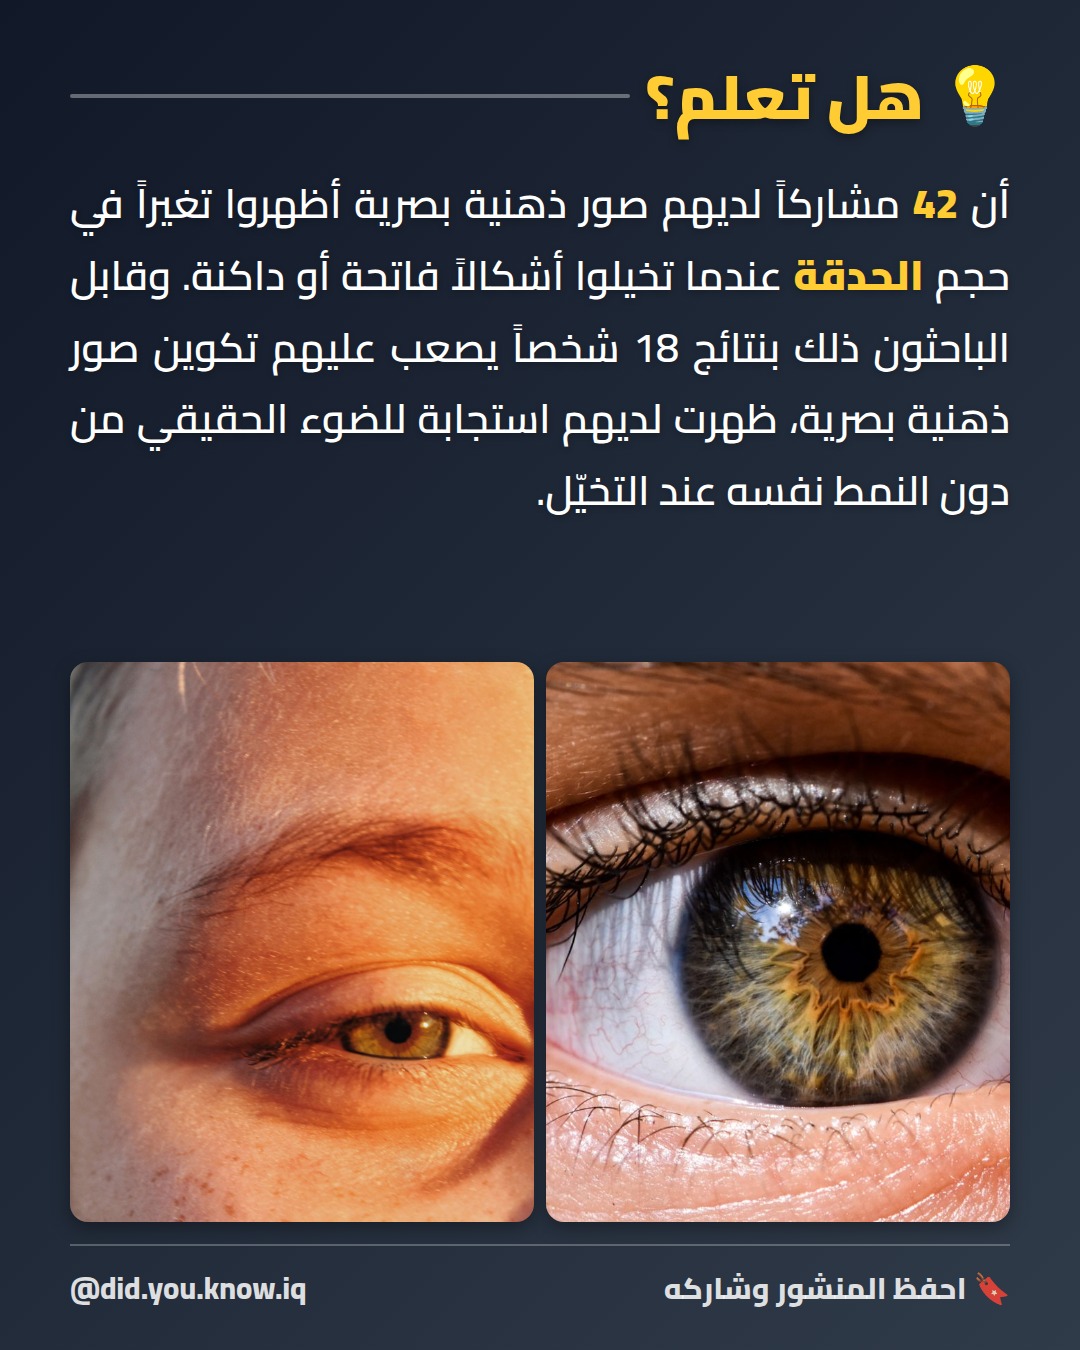 هل تعلم؟
أن 42 مشاركاً لديهم صور ذهنية بصرية أظهروا تغيراً في
حجم الحدقة عندما تخيلوا أشكالاً فاتحة أو داكنة. وقابل
الباحثون ذلك بنتائج 18 شخصاً يصعب عليهم تكوين صور
ذهنية بصرية، ظهرت لديهم استجابة للضوء الحقيقي من
دون النمط نفسه عند التخيّل.
احفظ المنشور وشاركه
@did.you.know.iq